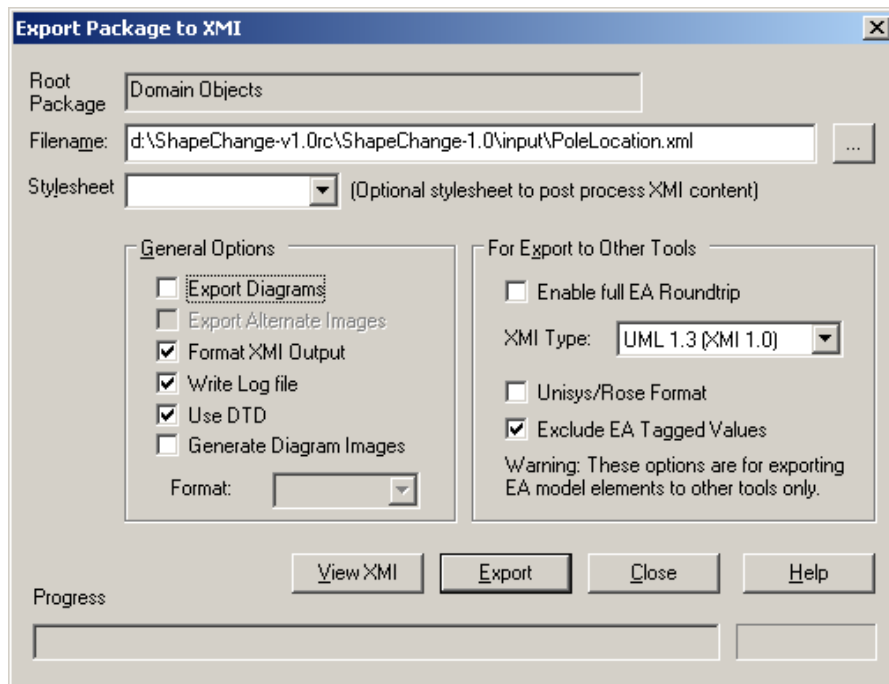 Export Package to XMI
Root
Package
Domain Objects
Filename:
d:\ShapeChange-v1.0rc\ShapeChange-1.0\input\PoleLocation.xml
...
Stylesheet
(Optional stylesheet to post process XMI content)
General Options
Export Diagrams
Export Alternate Images
Format XMI Output
Write Log file
Use DTD
Generate Diagram Images
Format:
For Export to Other Tools
Enable full EA Roundtrip
XMI Type:
UML 1.3 (XMI 1.0)
Unisys/Rose Format
Exclude EA Tagged Values
Warning: These options are for exporting
EA model elements to other tools only.
View XMI
Export
Close
Help
Progress